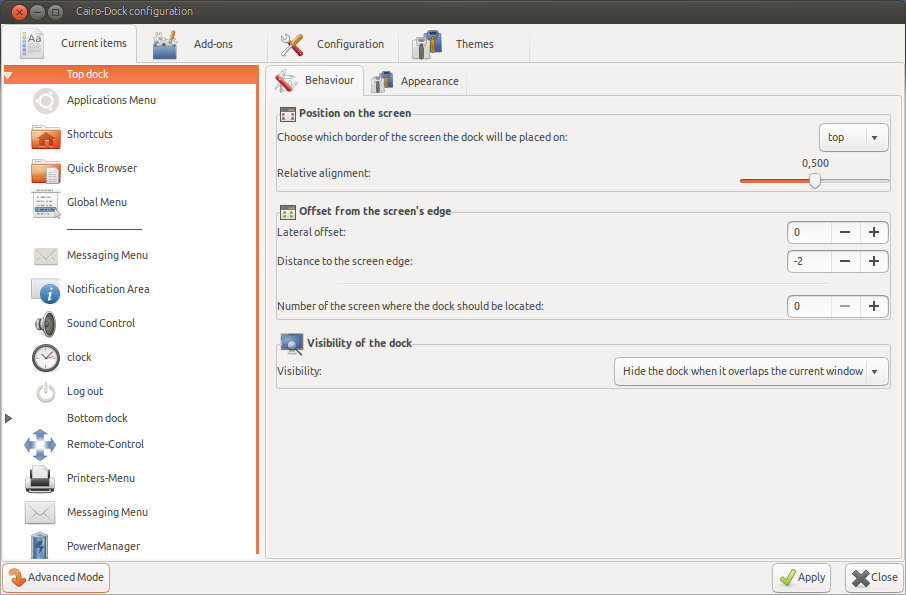 Cairo-Dock configuration
Current items
Add-ons
Configuration
Themes
Top dock
Applications Menu
Shortcuts
Quick Browser
Global Menu
Messaging Menu
Notification Area
Sound Control
clock
Log out
Bottom dock
Remote-Control
Printers-Menu
Messaging Menu
PowerManager
Behaviour
Appearance
Position on the screen
Choose which border of the screen the dock will be placed on:
top
Relative alignment:
0,500
Offset from the screen's edge
Lateral offset:
0
Distance to the screen edge:
-2
Number of the screen where the dock should be located:
0
Visibility of the dock
Visibility:
Hide the dock when it overlaps the current window
Advanced Mode
Apply
Close